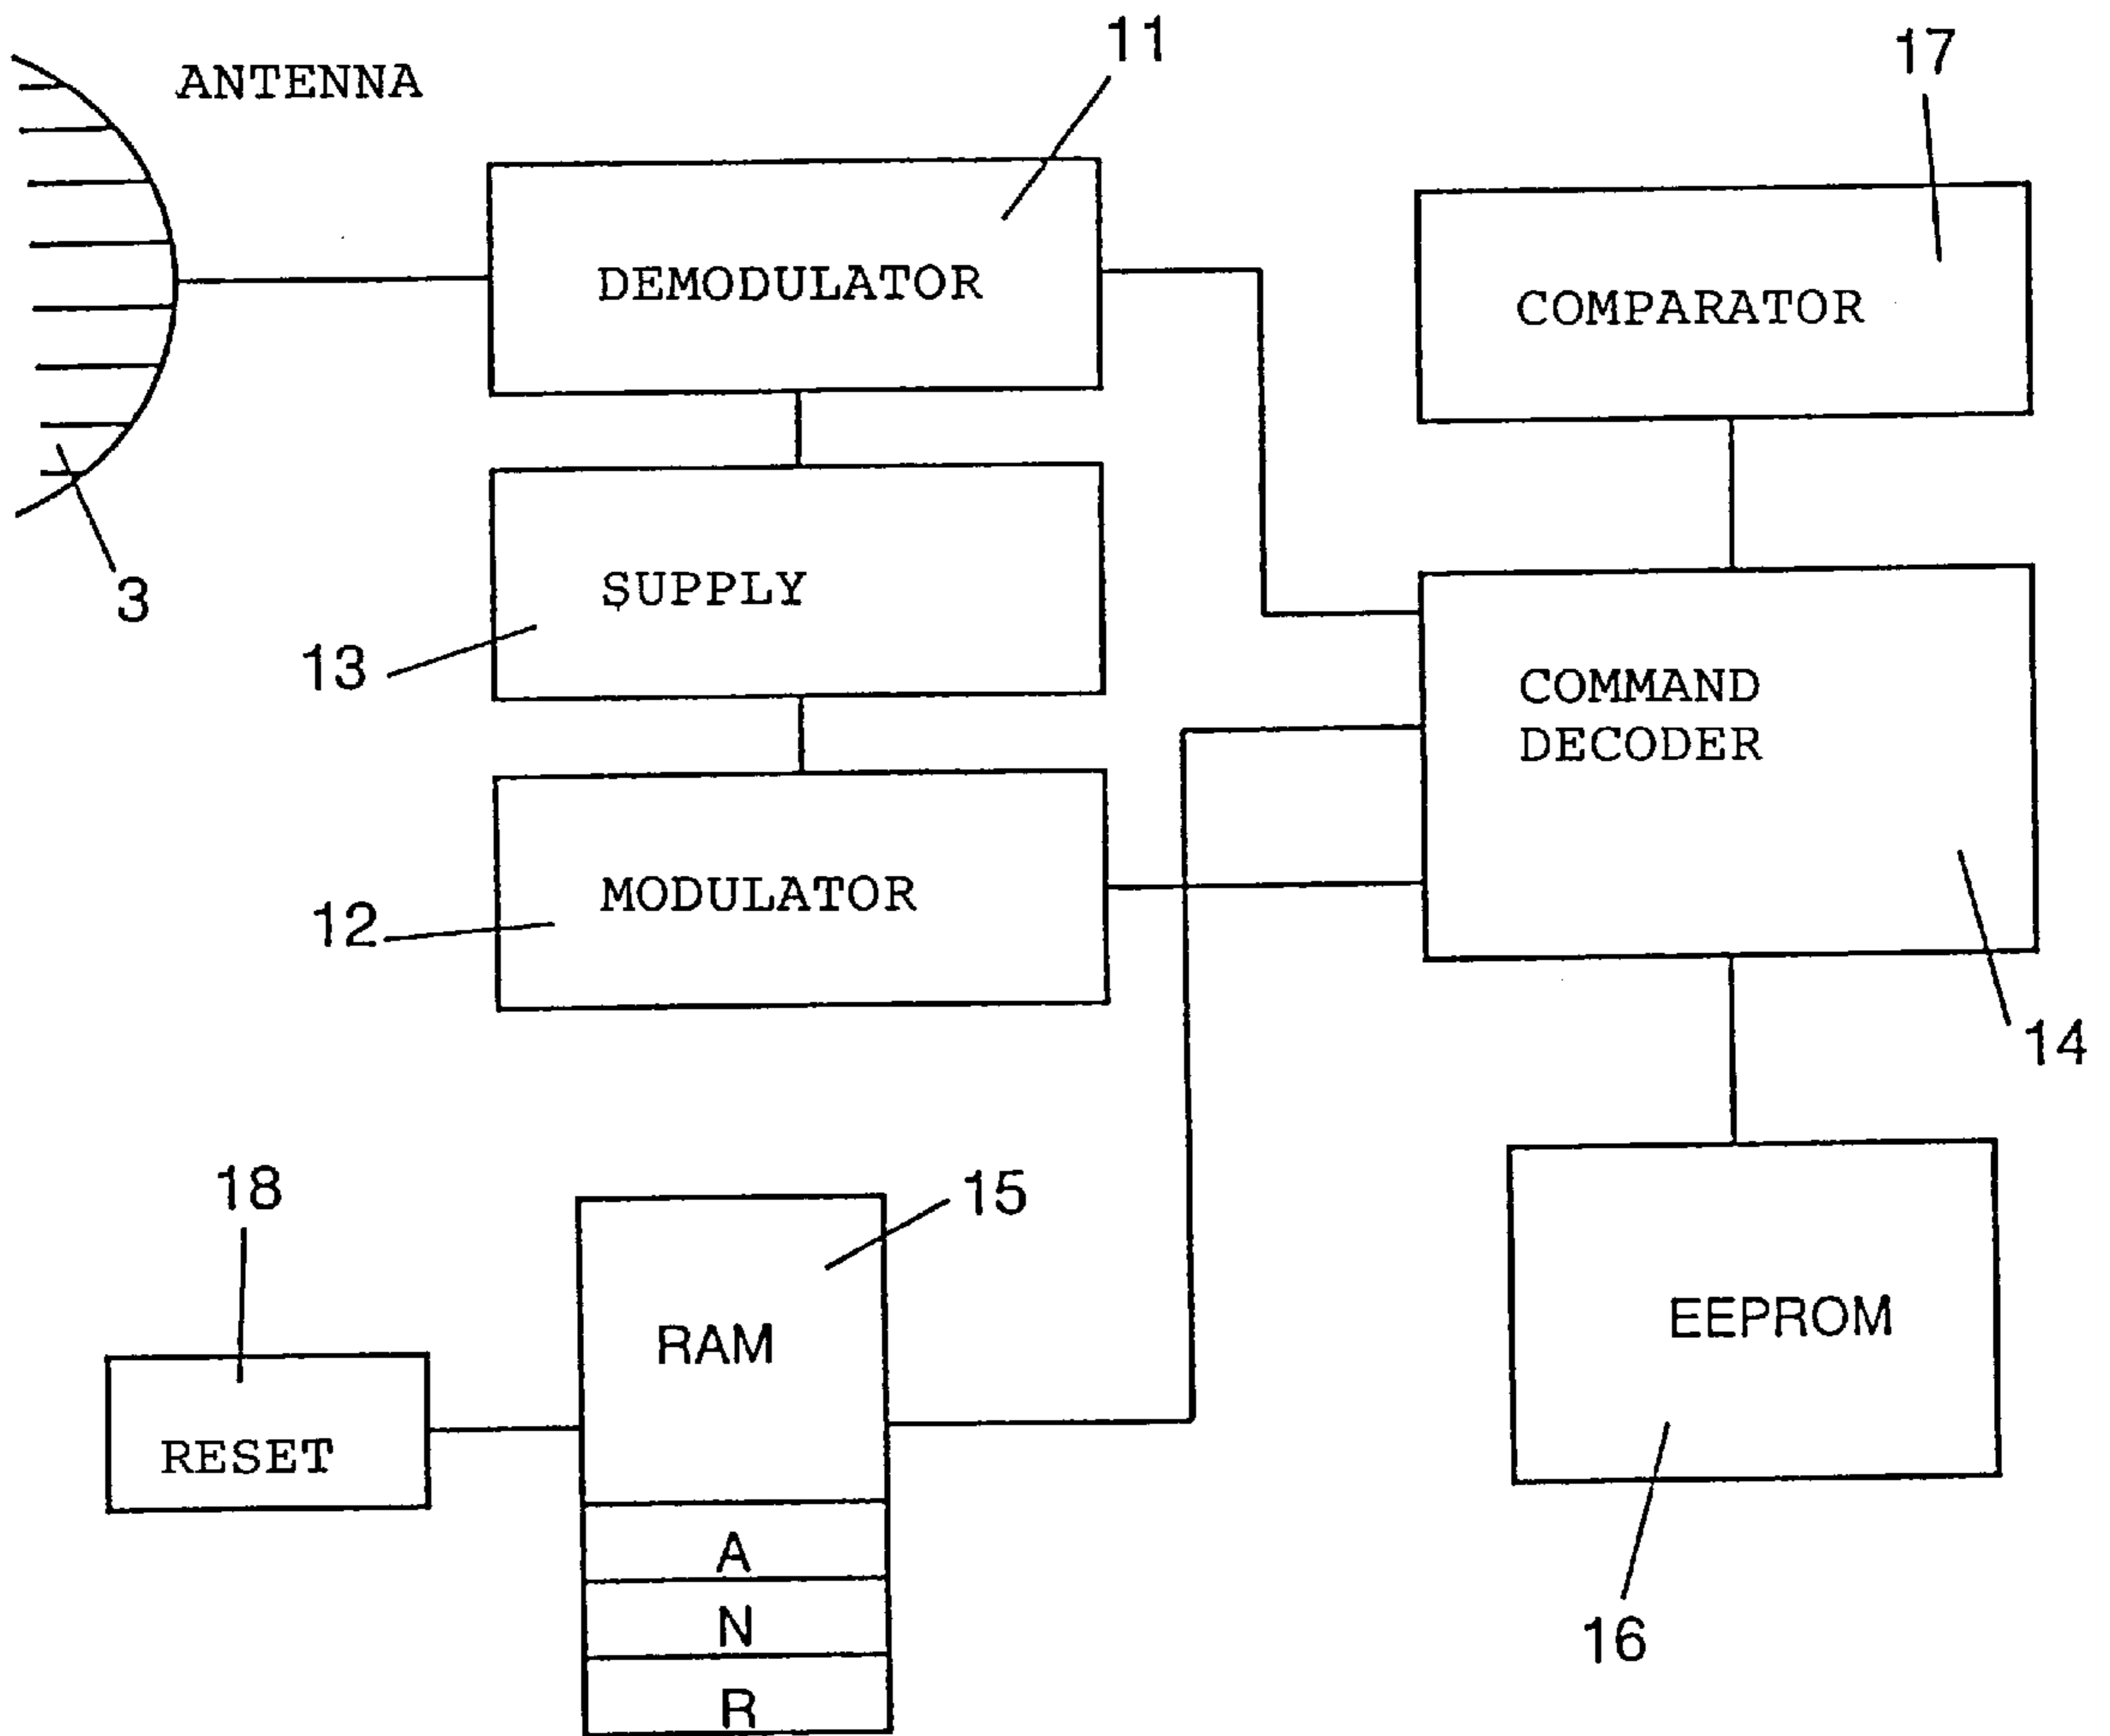 11
17
ANTENNA
DEMODULATOR
COMPARATOR
3
SUPPLY
13
COMMAND
DECODER
MODULATOR
12
14
18
15
RAM
EEPROM
RESET
A
N
R
16